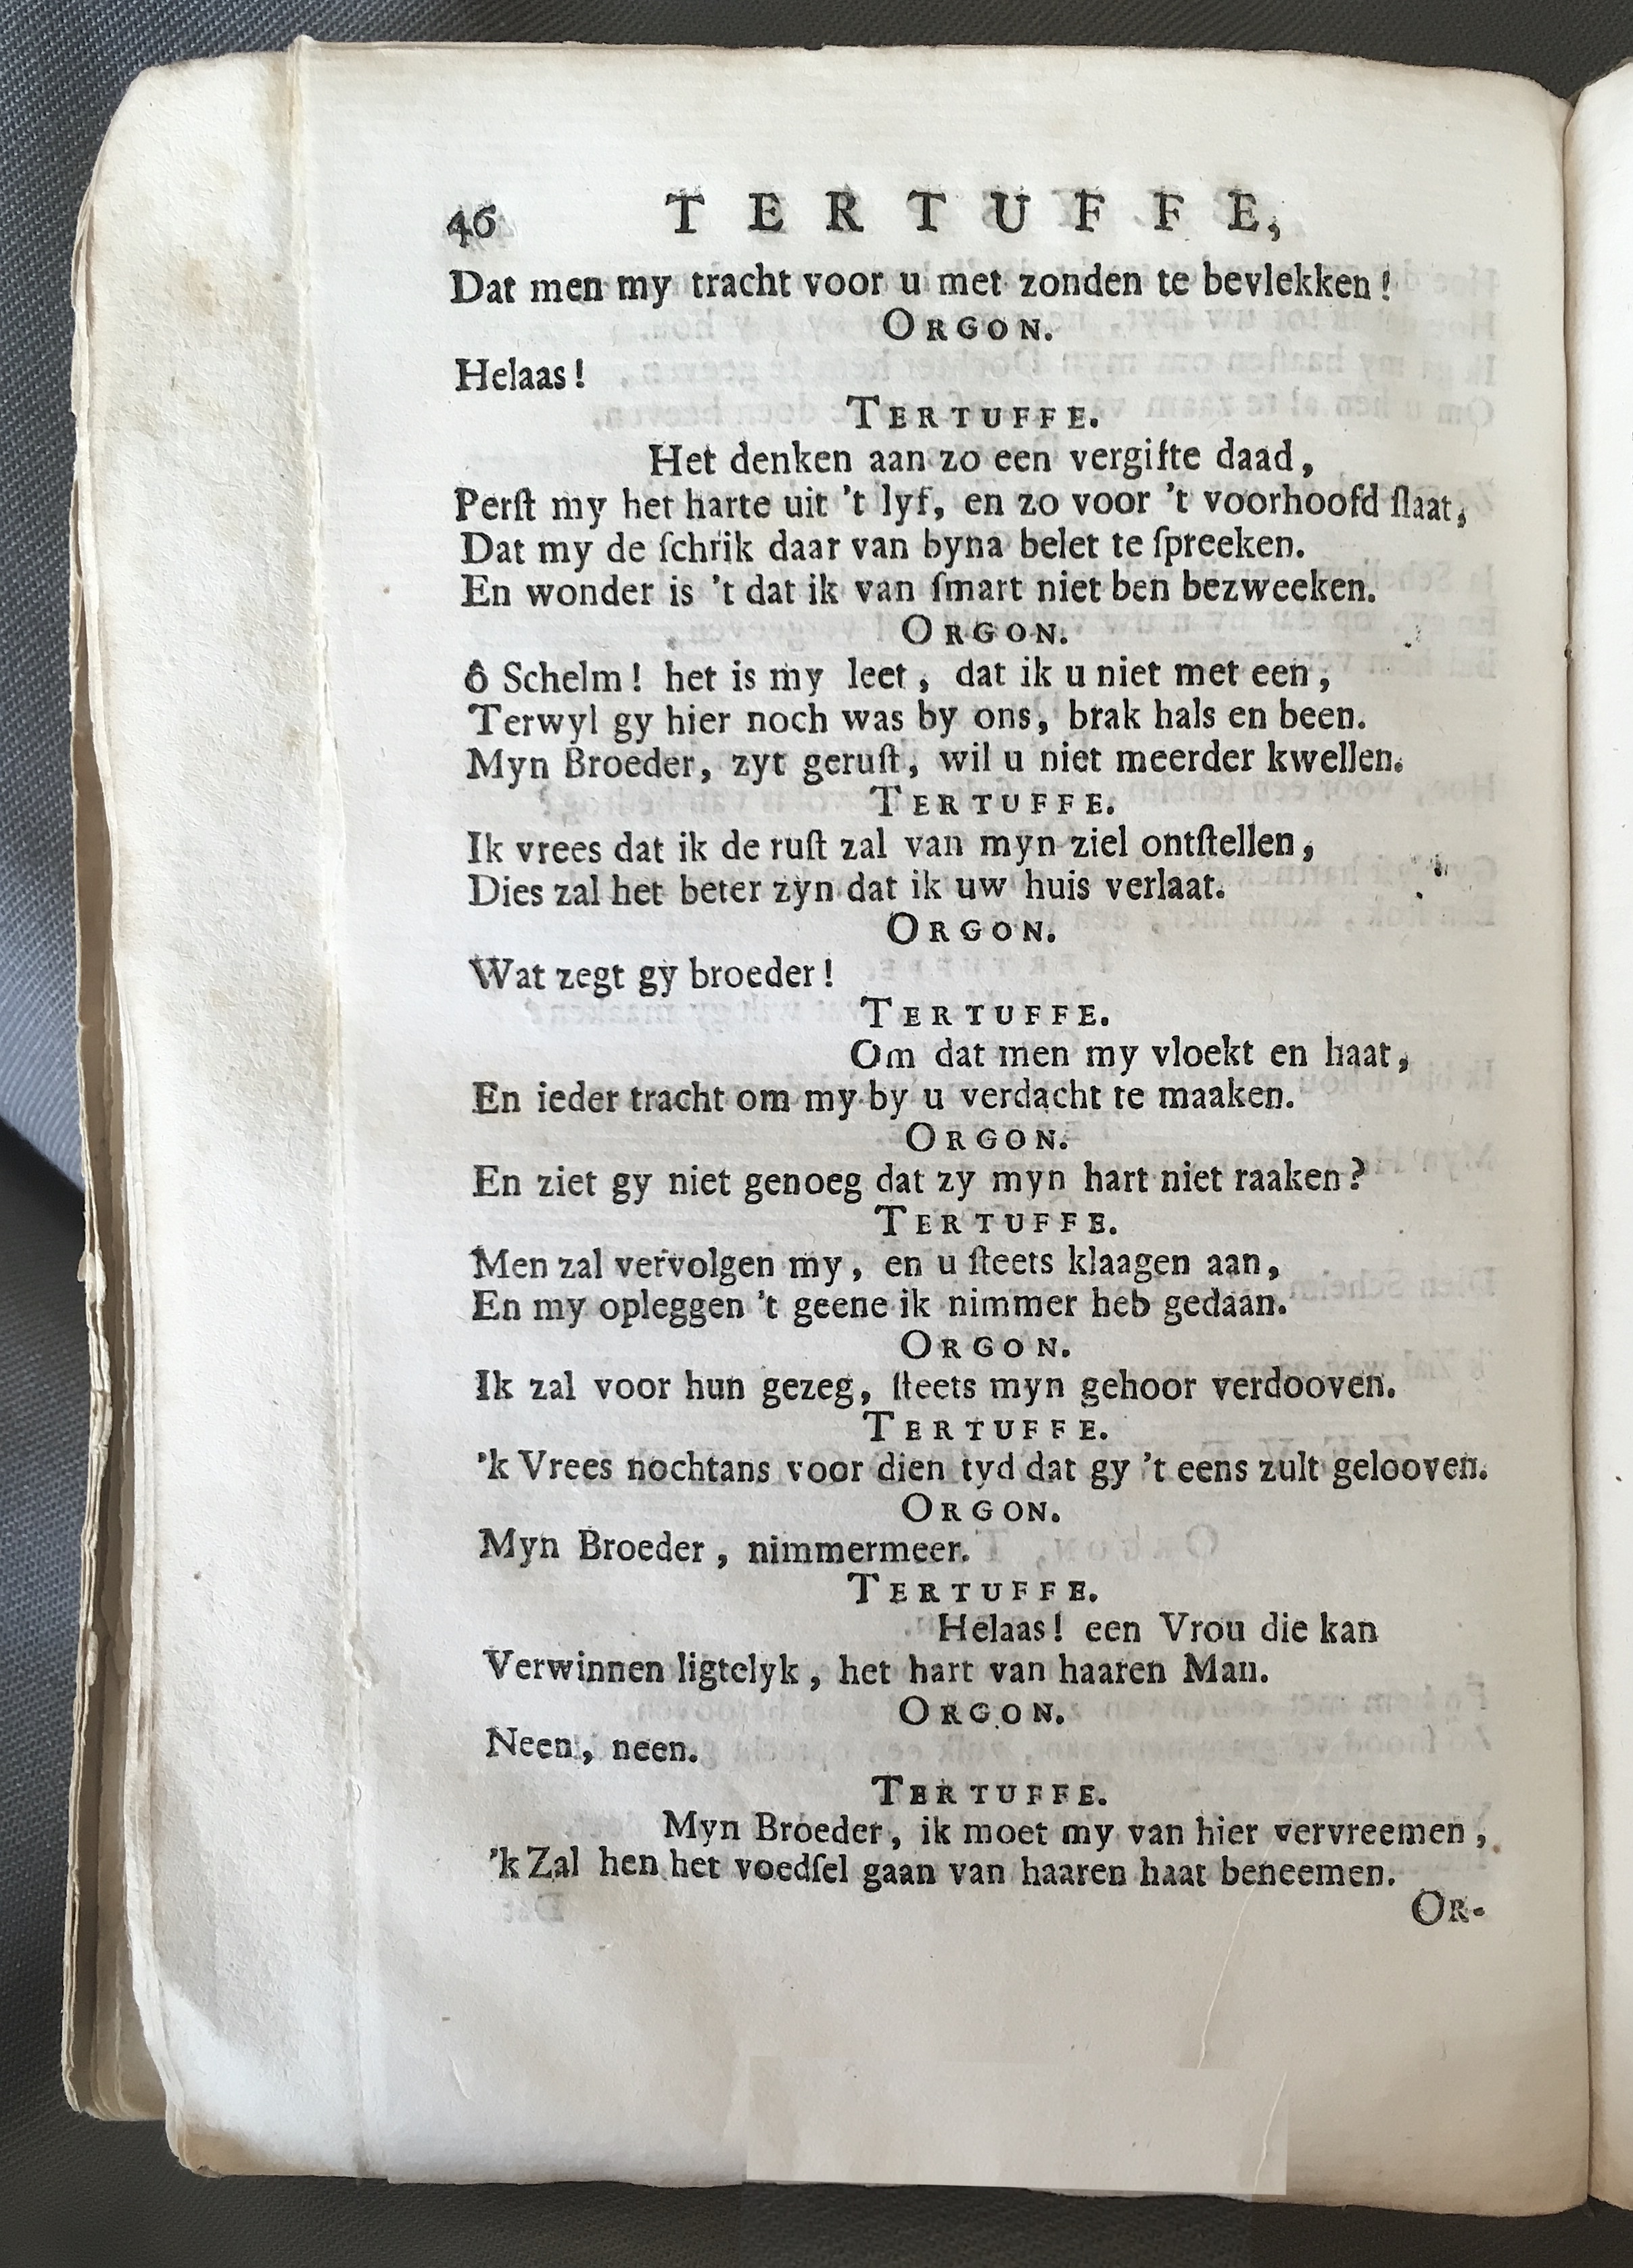 46 TERTUFFE,
Dat men my tracht voor u met zonden te bevlekken!
ORGON.
Helaas!
TERTUFFE.
Het denken aan zo een vergifte daad,
Perſt my het harte uit 't lyf, en zo voor 't voorhoofd ſlaat,
Dat my de ſchrik daar van byna belet te ſpreeken.
En wonder is 't dat ik van ſmart niet ben bezweeken.
ORGON.
ô Schelm! het is my leet, dat ik u niet met een,
Terwyl gy hier noch was by ons, brak hals en been.
Myn Broeder, zyt geruſt, wil u niet meerder kwellen.
TERTUFFE.
Ik vrees dat ik de ruſt zal van myn ziel ontſtellen,
Dies zal het beter zyn dat ik uw huis verlaat.
ORGON.
Wat zegt gy broeder!
TERTUFFE.
Om dat men my vloekt en haat,
En ieder tracht om my by u verdacht te maaken.
ORGON.
En ziet gy niet genoeg dat zy myn hart niet raaken?
TERTUFFE.
Men zal vervolgen my, en u ſteets klaagen aan,
En my opleggen 't geene ik nimmer heb gedaan.
ORGON.
Ik zal voor hun gezeg, ſteets myn gehoor verdooven.
TERTUFFE.
'k Vrees nochtans voor dien tyd dat gy 't eens zult gelooven.
ORGON.
Myn Broeder, nimmermeer.
TERTUFFE.
Helaas! een Vrou die kan
Verwinnen ligtelyk, het hart van haaren Man.
ORGON.
Neen, neen.
TERTUFFE.
Myn Broeder, ik moet my van hier vervreemen,
'k Zal hen het voedſel gaan van haaren haat beneemen.
OR-